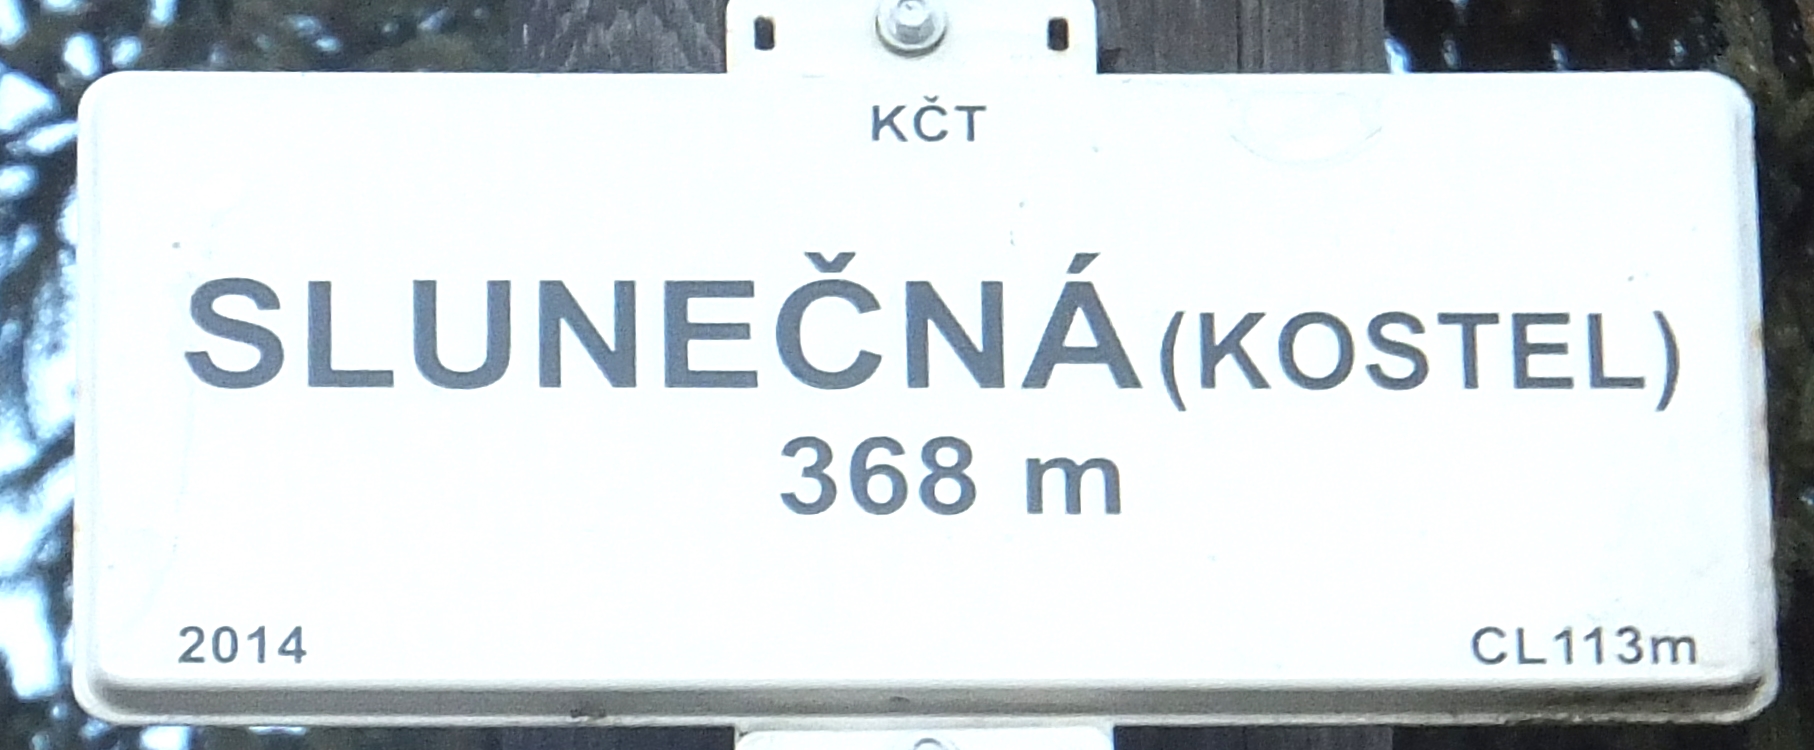 KČT
SLUNEČNÁ (KOSTEL)
368 m
2014 CL113m